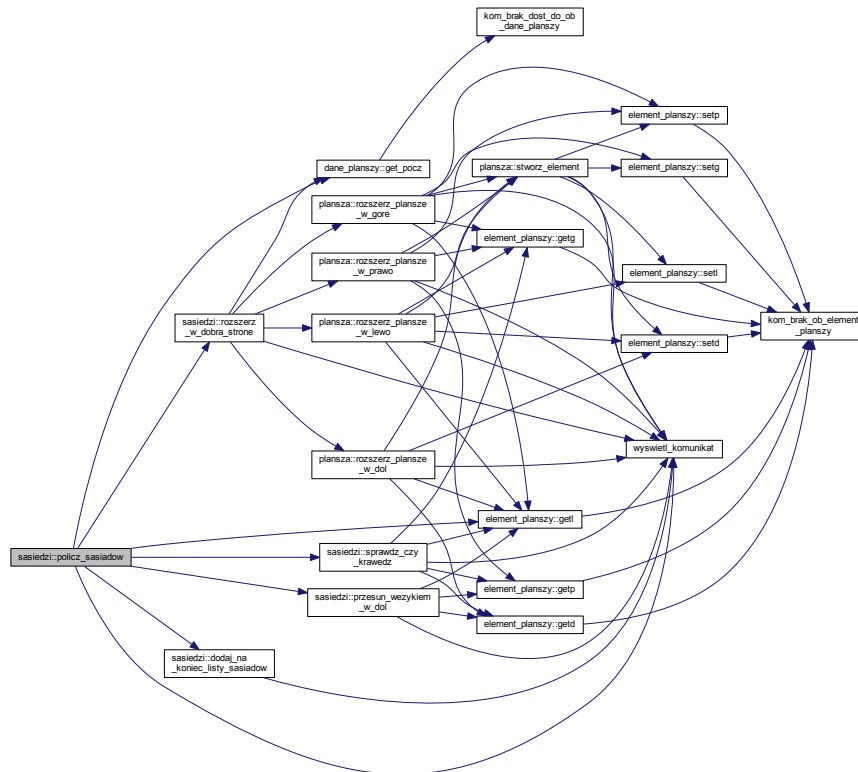 kom_brak_dost_do_ob
_dane_planszy
element_planszy::setp
dane_planszy::get_pocz
plansza::stworz_element
element_planszy::setg
plansza::rozszerz_plansze
_w_gore
element_planszy::getg
plansza::rozszerz_plansze
_w_prawo
element_planszy::setl
sasiedzi::rozszerz
_w_dobra_strone
plansza::rozszerz_plansze
_w_lewo
kom_brak_ob_element
_planszy
element_planszy::setd
wyswietl_komunikat
plansza::rozszerz_plansze
_w_dol
element_planszy::getl
sasiedzi::policz_sasiadow
sasiedzi::sprawdz_czy
_krawedz
element_planszy::getp
sasiedzi::przesun_wezykiem
_w_dol
element_planszy::getd
sasiedzi::dodaj_na
_koniec_listy_sasiadow